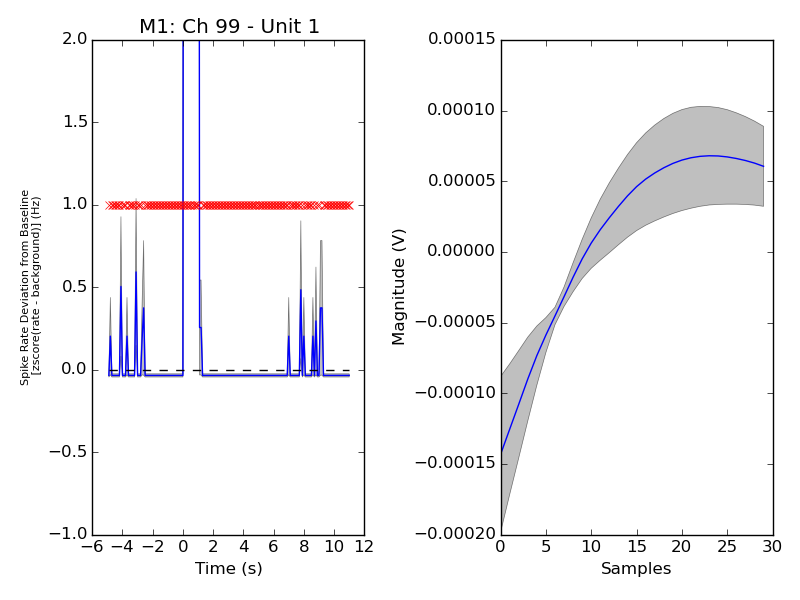 M1: Ch 99 - Unit 1
Spike Rate Deviation from Baseline
[zscore(rate - background)] (Hz)
2.0
1.5
1.0
0.5
0.0
−0.5
−1.0
−6 −4 −2 0 2 4 6 8 10 12
Time (s)
Magnitude (V)
0.00015
0.00010
0.00005
0.00000
−0.00005
−0.00010
−0.00015
−0.00020
0 5 10 15 20 25 30
Samples